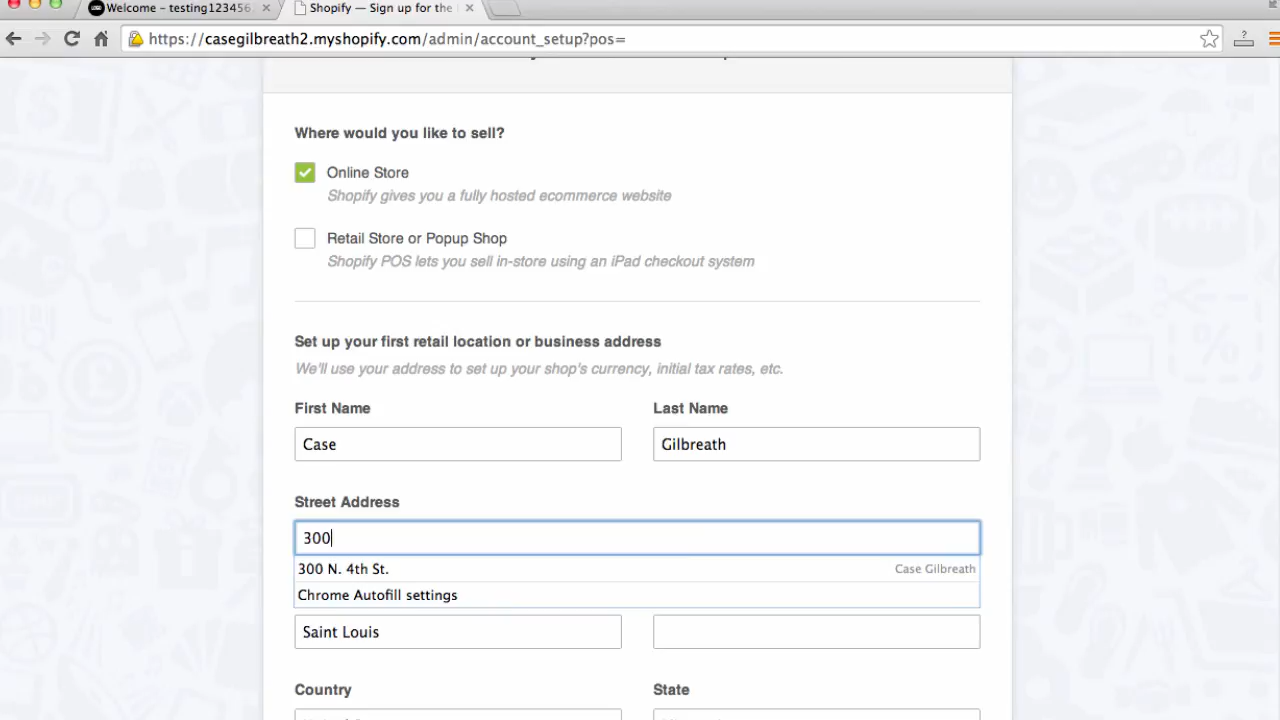 Welcome - testing123456
Shopify — Sign up for the
https://casegilbreath2.myshopify.com/admin/account_setup?pos=
Where would you like to sell?
Online Store
Shopify gives you a fully hosted ecommerce website
Retail Store or Popup Shop
Shopify POS lets you sell in-store using an iPad checkout system
Set up your first retail location or business address
We'll use your address to set up your shop's currency, initial tax rates, etc.
First Name
Last Name
Case
Gilbreath
Street Address
300
300 N. 4th St.
Case Gilbreath
Chrome Autofill settings
Saint Louis
Country
State